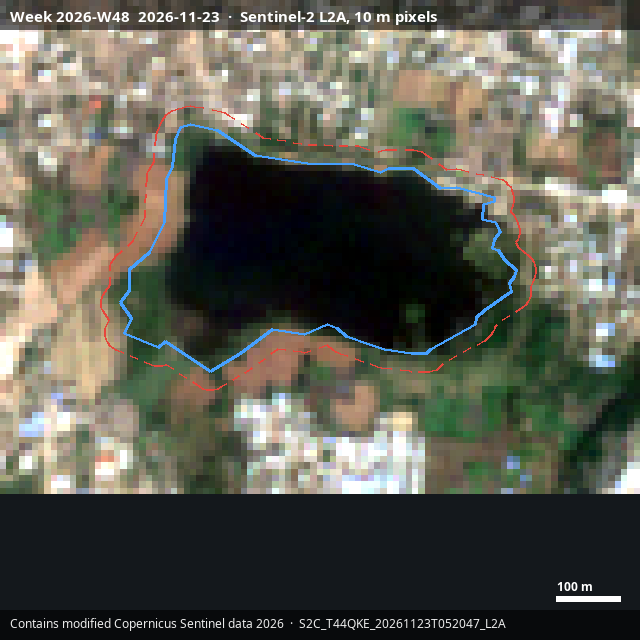 Week 2026-W48  2026-11-23  ·  Sentinel-2 L2A, 10 m pixels
100 m
Contains modified Copernicus Sentinel data 2026  ·  S2C_T44QKE_20261123T052047_L2A